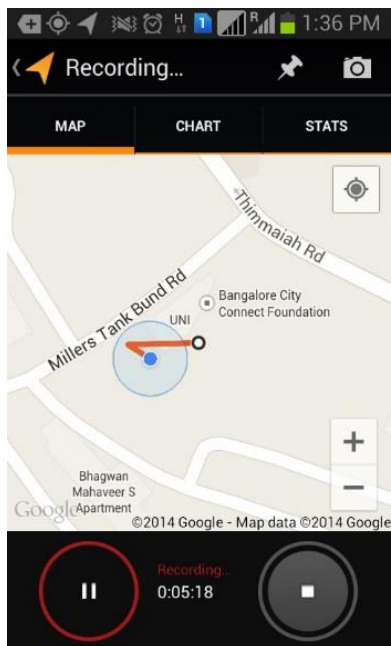 H 1 R 1:36 PM
Recording...
MAP CHART STATS
Thimmaiah Rd
Millers Tank Bund Rd
Bangalore City
Connect Foundation
UNI
Bhagwan
Mahaveer S
Apartment
Google
©2014 Google - Map data ©2014 Google
Recording...
0:05:18